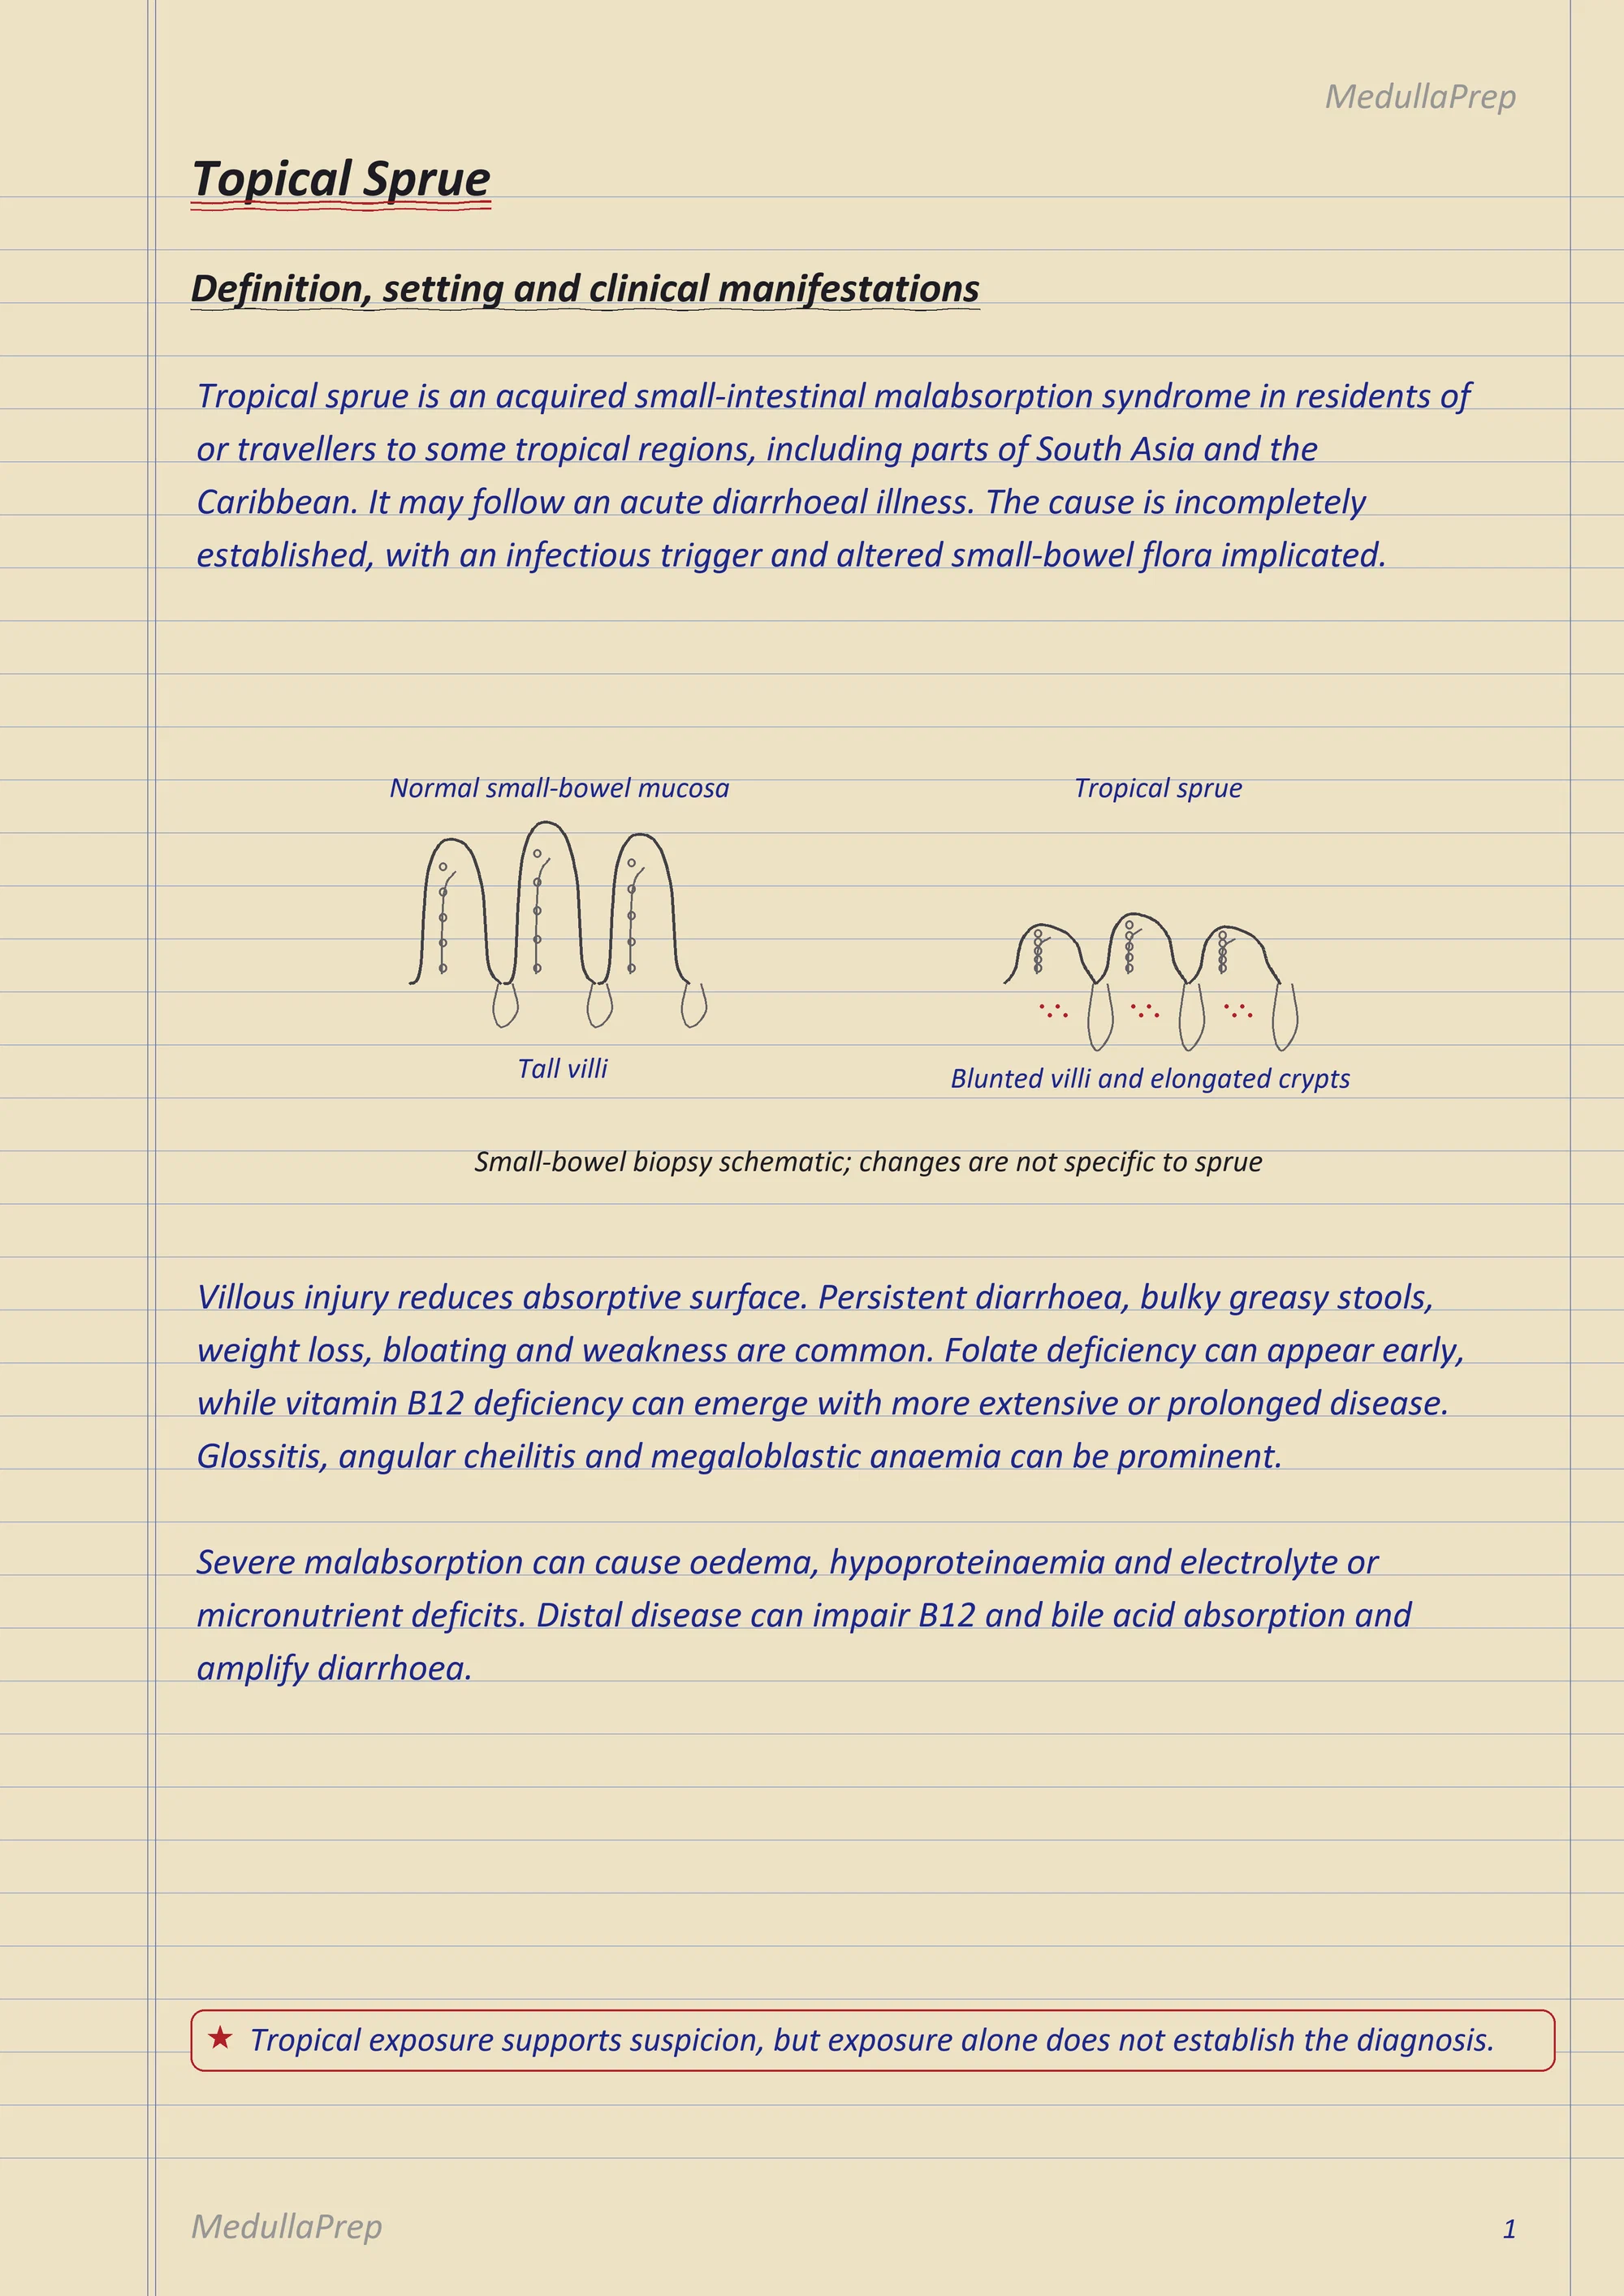 MedullaPrep
Topical Sprue
Definition, setting and clinical manifestations
Tropical sprue is an acquired small-intestinal malabsorption syndrome in residents of
or travellers to some tropical regions, including parts of South Asia and the
Caribbean. It may follow an acute diarrhoeal illness. The cause is incompletely
established, with an infectious trigger and altered small-bowel flora implicated.
Normal small-bowel mucosa
Tropical sprue
Tall villi
Blunted villi and elongated crypts
Small-bowel biopsy schematic; changes are not specific to sprue
Villous injury reduces absorptive surface. Persistent diarrhoea, bulky greasy stools,
weight loss, bloating and weakness are common. Folate deficiency can appear early,
while vitamin B12 deficiency can emerge with more extensive or prolonged disease.
Glossitis, angular cheilitis and megaloblastic anaemia can be prominent.
Severe malabsorption can cause oedema, hypoproteinaemia and electrolyte or
micronutrient deficits. Distal disease can impair B12 and bile acid absorption and
amplify diarrhoea.
★ Tropical exposure supports suspicion, but exposure alone does not establish the diagnosis.
MedullaPrep
1